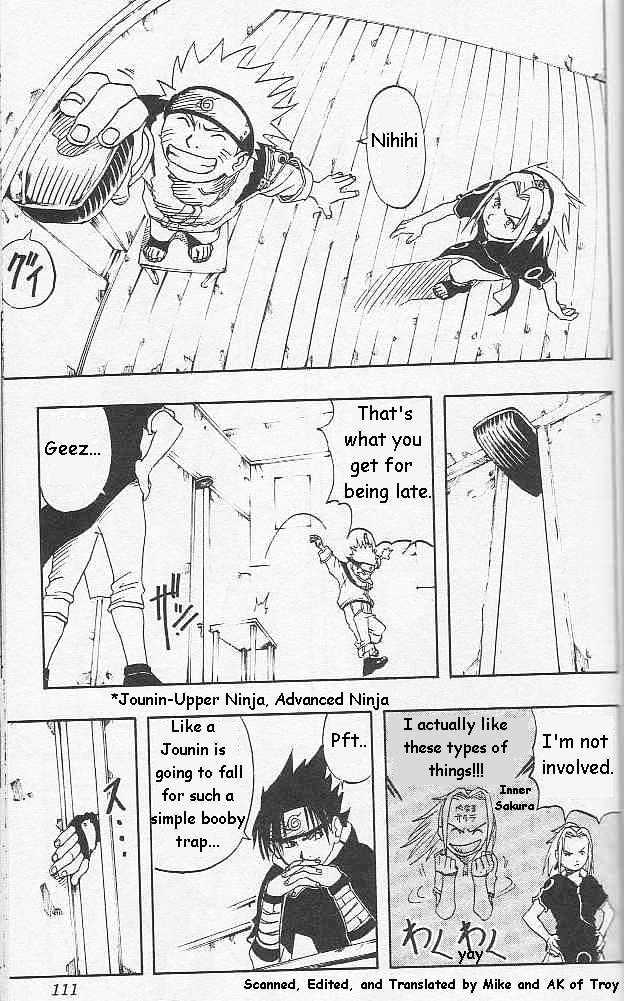 Nihihi
グイ
That's
what you
get for
being late.
Geez...
ザッ!!
*Jounin-Upper Ninja, Advanced Ninja
I'm not
involved.
I actually like
these types of
things!!!
Inner
Sakura
わくわく
yay
Pft..
Like a
Jounin is
going to fall
for such a
simple booby
trap...
ス...
111
Scanned, Edited, and Translated by Mike and AK of Troy